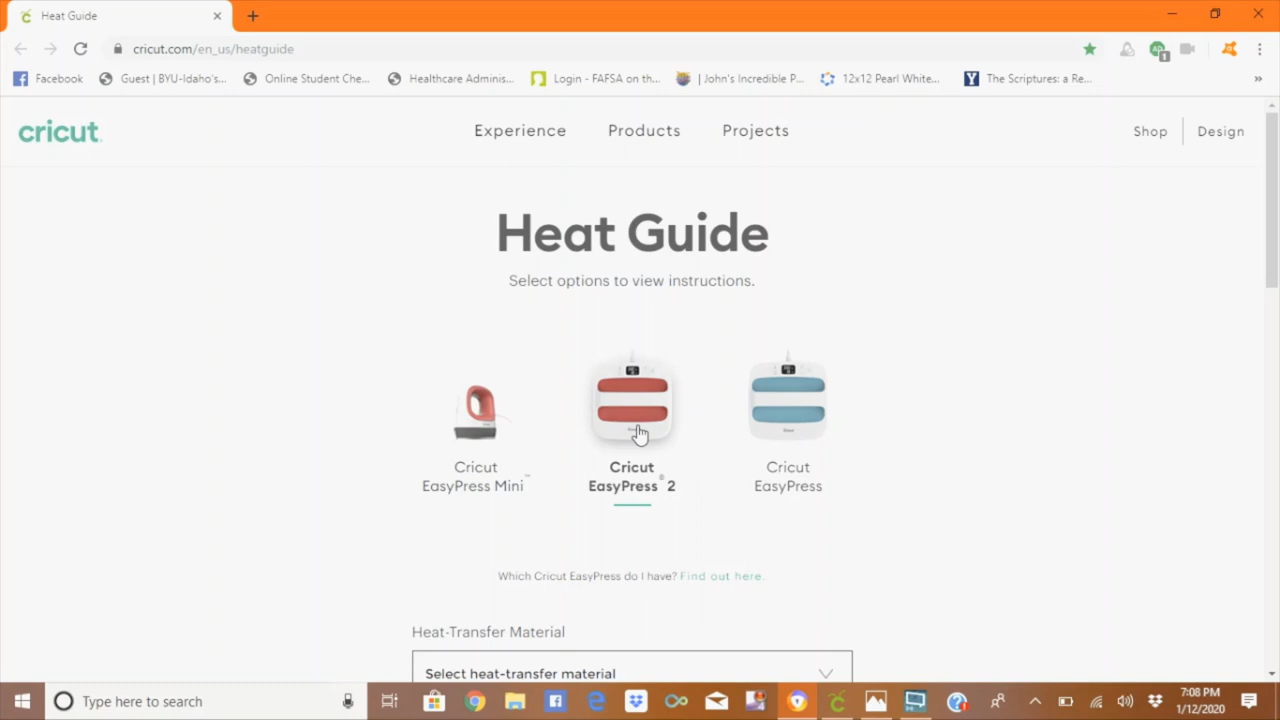 Heat Guide
cricut.com/en_us/heatguide
1
Facebook
Guest | BYU-Idaho's...
Online Student Che...
Healthcare Adminis...
Login - FAFSA on th...
| John's Incredible P...
12x12 Pearl White...
Y The Scriptures: a Re...
»
cricut.
Experience Products Projects
Shop Design
Heat Guide
Select options to view instructions.
Cricut
EasyPress Mini™
Cricut
EasyPress® 2
Cricut
EasyPress
Which Cricut EasyPress do I have? Find out here.
Heat-Transfer Material
Select heat-transfer material
Type here to search
7:08 PM
1/12/2020